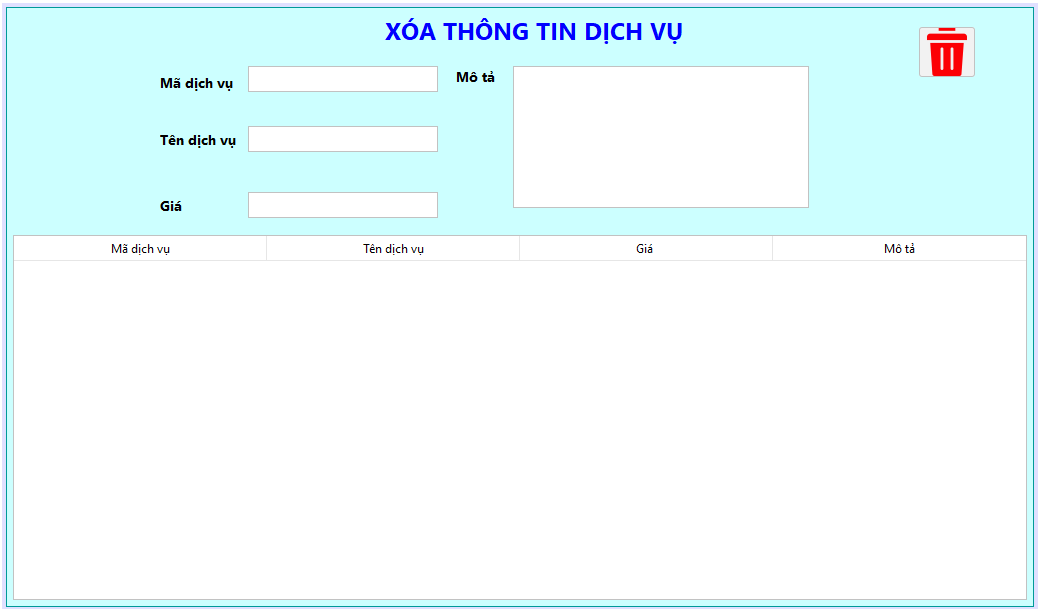 XÓA THÔNG TIN DỊCH VỤ
Mã dịch vụ
Mô tả
Tên dịch vụ
Giá
Mã dịch vụ Tên dịch vụ Giá Mô tả